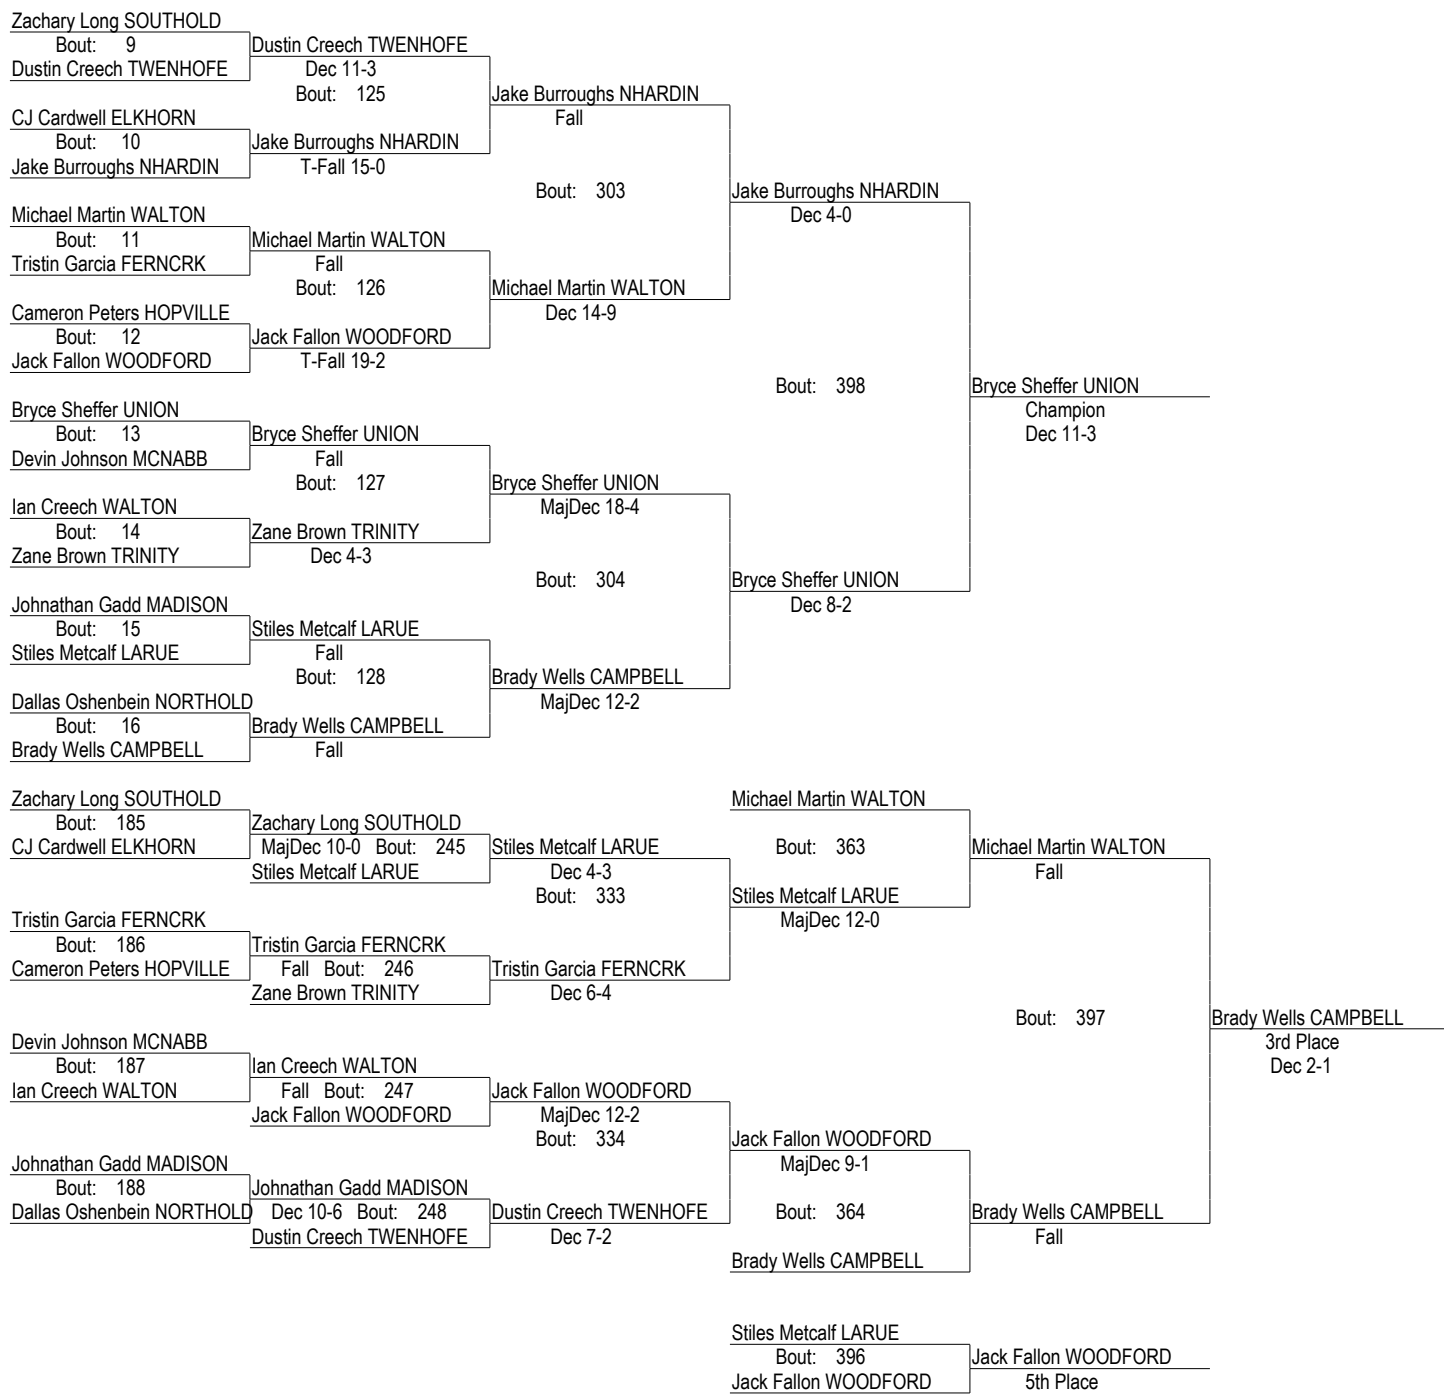 Zachary Long SOUTHOLD
Bout: 9
Dustin Creech TWENHOFE
Dustin Creech TWENHOFE
Dec 11-3
Bout: 125
Jake Burroughs NHARDIN
Fall
CJ Cardwell ELKHORN
Bout: 10
Jake Burroughs NHARDIN
Jake Burroughs NHARDIN
T-Fall 15-0
Bout: 303
Jake Burroughs NHARDIN
Dec 4-0
Michael Martin WALTON
Bout: 11
Tristin Garcia FERNCRK
Michael Martin WALTON
Fall
Bout: 126
Michael Martin WALTON
Dec 14-9
Cameron Peters HOPVILLE
Bout: 12
Jack Fallon WOODFORD
Jack Fallon WOODFORD
T-Fall 19-2
Bout: 398
Bryce Sheffer UNION
Champion
Dec 11-3
Bryce Sheffer UNION
Bout: 13
Devin Johnson MCNABB
Bryce Sheffer UNION
Fall
Bout: 127
Bryce Sheffer UNION
MajDec 18-4
Ian Creech WALTON
Bout: 14
Zane Brown TRINITY
Zane Brown TRINITY
Dec 4-3
Bout: 304
Bryce Sheffer UNION
Dec 8-2
Johnathan Gadd MADISON
Bout: 15
Stiles Metcalf LARUE
Stiles Metcalf LARUE
Fall
Bout: 128
Brady Wells CAMPBELL
MajDec 12-2
Dallas Oshenbein NORTHOLD
Bout: 16
Brady Wells CAMPBELL
Brady Wells CAMPBELL
Fall
Zachary Long SOUTHOLD
Bout: 185
CJ Cardwell ELKHORN
Zachary Long SOUTHOLD
MajDec 10-0 Bout: 245
Stiles Metcalf LARUE
Stiles Metcalf LARUE
Dec 4-3
Bout: 333
Michael Martin WALTON
Bout: 363
Stiles Metcalf LARUE
MajDec 12-0
Michael Martin WALTON
Fall
Tristin Garcia FERNCRK
Bout: 186
Cameron Peters HOPVILLE
Tristin Garcia FERNCRK
Fall Bout: 246
Zane Brown TRINITY
Tristin Garcia FERNCRK
Dec 6-4
Bout: 397
Brady Wells CAMPBELL
3rd Place
Dec 2-1
Devin Johnson MCNABB
Bout: 187
Ian Creech WALTON
Ian Creech WALTON
Fall Bout: 247
Jack Fallon WOODFORD
Jack Fallon WOODFORD
MajDec 12-2
Bout: 334
Jack Fallon WOODFORD
MajDec 9-1
Johnathan Gadd MADISON
Bout: 188
Dallas Oshenbein NORTHOLD
Johnathan Gadd MADISON
Dec 10-6 Bout: 248
Dustin Creech TWENHOFE
Dustin Creech TWENHOFE
Dec 7-2
Bout: 364
Brady Wells CAMPBELL
Brady Wells CAMPBELL
Fall
Stiles Metcalf LARUE
Bout: 396
Jack Fallon WOODFORD
Jack Fallon WOODFORD
5th Place